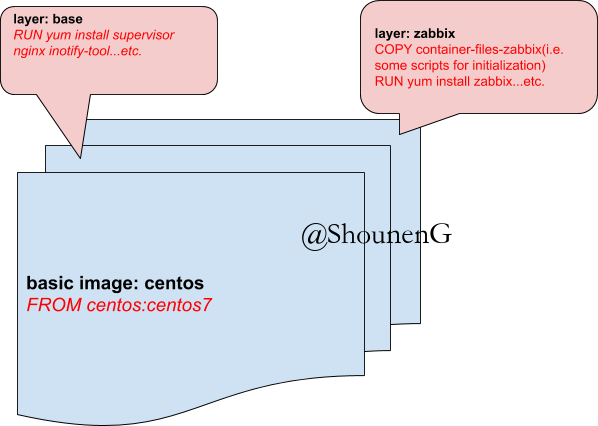 layer: base
RUN yum install supervisor
nginx inotify-tool...etc.
layer: zabbix
COPY container-files-zabbix(i.e.
some scripts for initialization)
RUN yum install zabbix...etc.
@ShounenG
basic image: centos
FROM centos:centos7